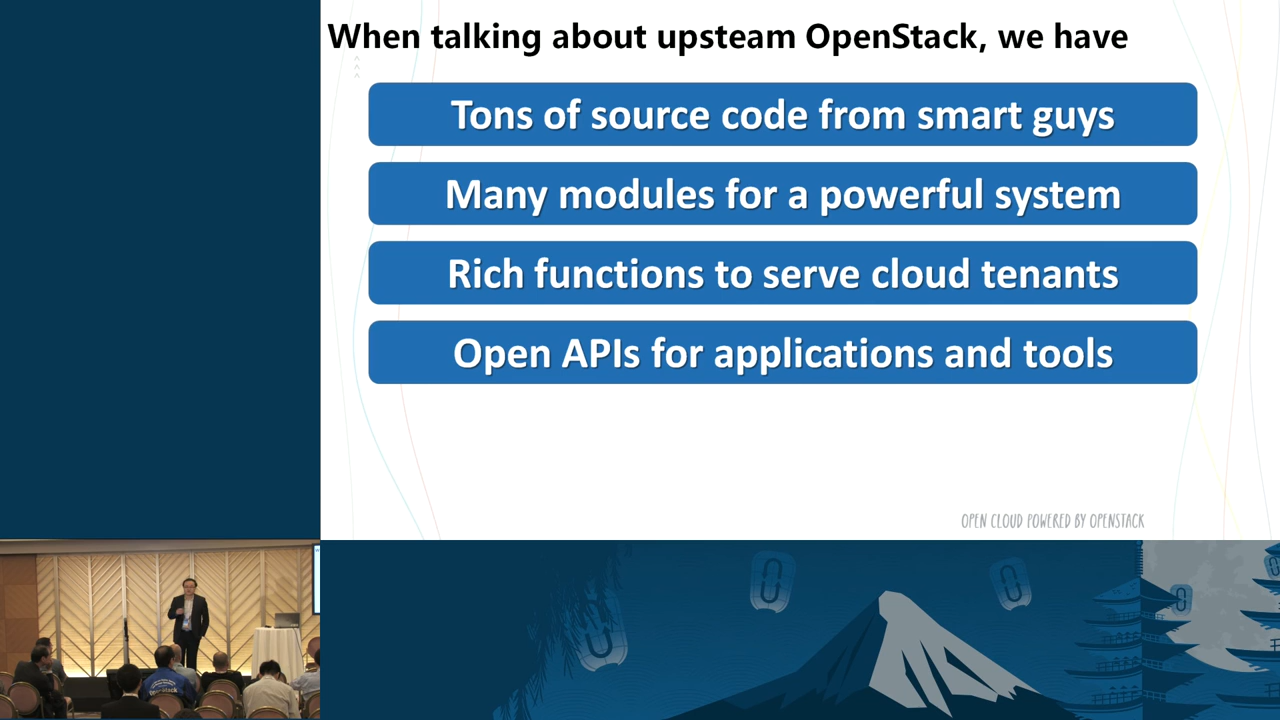 When talking about upsteam OpenStack, we have
Tons of source code from smart guys
Many modules for a powerful system
Rich functions to serve cloud tenants
Open APIs for applications and tools
OPEN CLOUD POWERED BY OPENSTACK
OpenStack